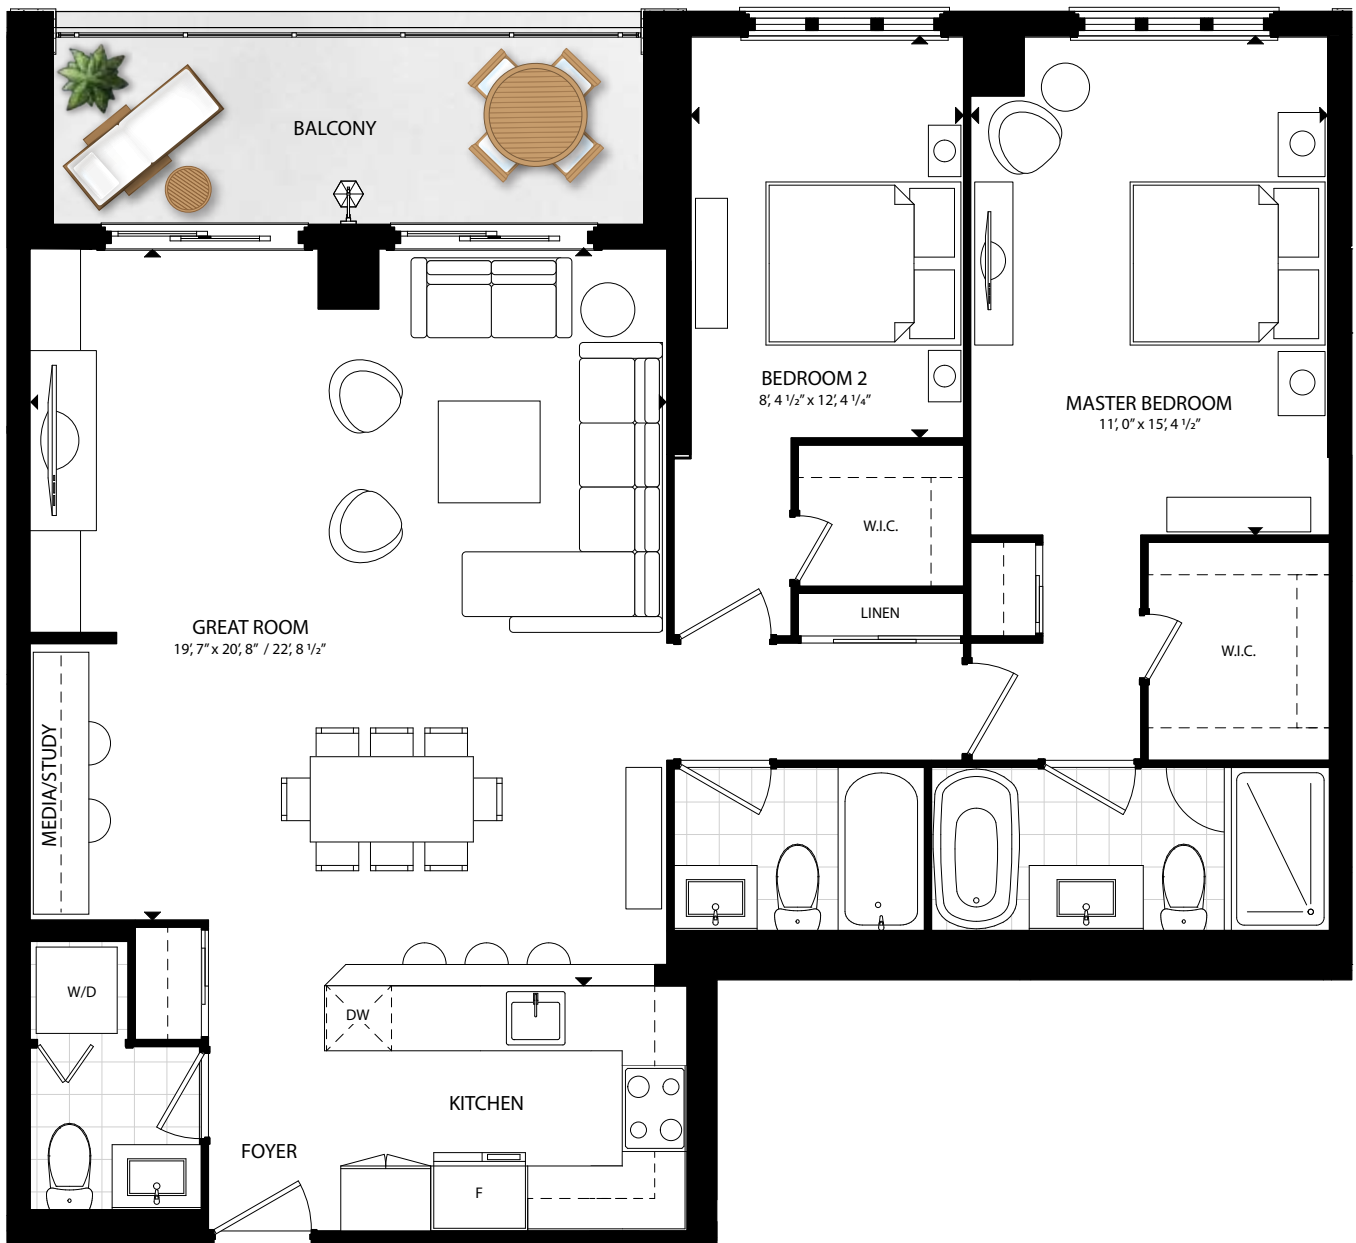 BALCONY
BEDROOM 2
8', 4 1/2" x 12', 4 1/4"
MASTER BEDROOM
11', 0" x 15', 4 1/2"
W.I.C.
LINEN
GREAT ROOM
19', 7" x 20', 8" / 22', 8 1/2"
W.I.C.
MEDIA/STUDY
W/D
DW
KITCHEN
FOYER
F